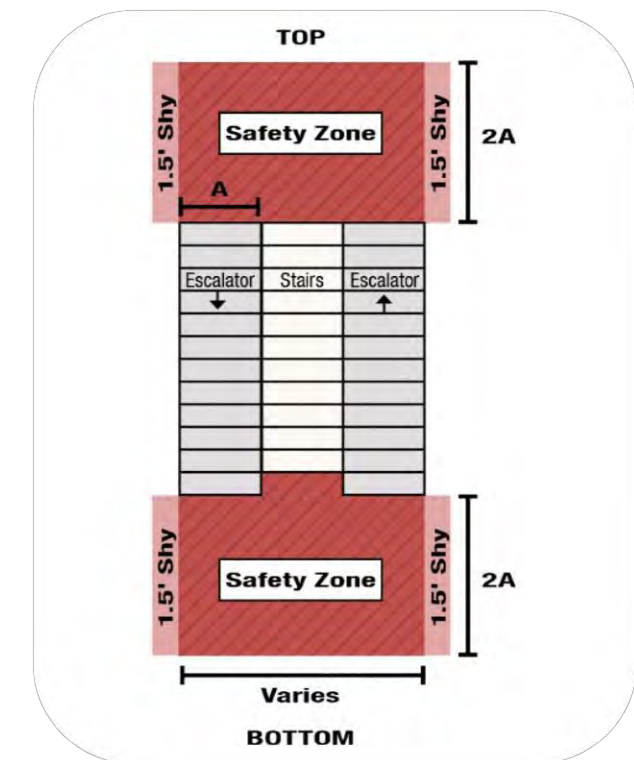 TOP
1.5' Shy
Safety Zone
1.5' Shy
2A
A
Escalator
Stairs
Escalator
1.5' Shy
Safety Zone
1.5' Shy
2A
Varies
BOTTOM